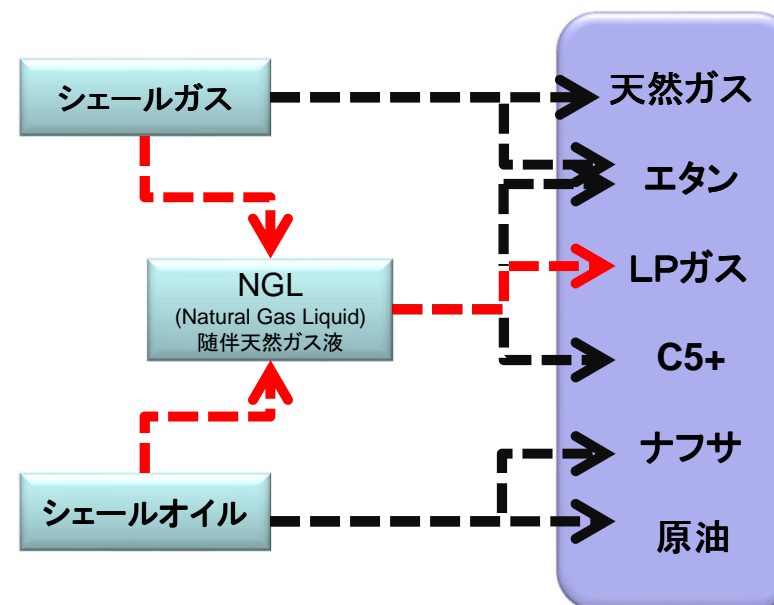 シェールガス
天然ガス
エタン
NGL
(Natural Gas Liquid)
随伴天然ガス液
LPガス
C5+
ナフサ
シェールオイル
原油